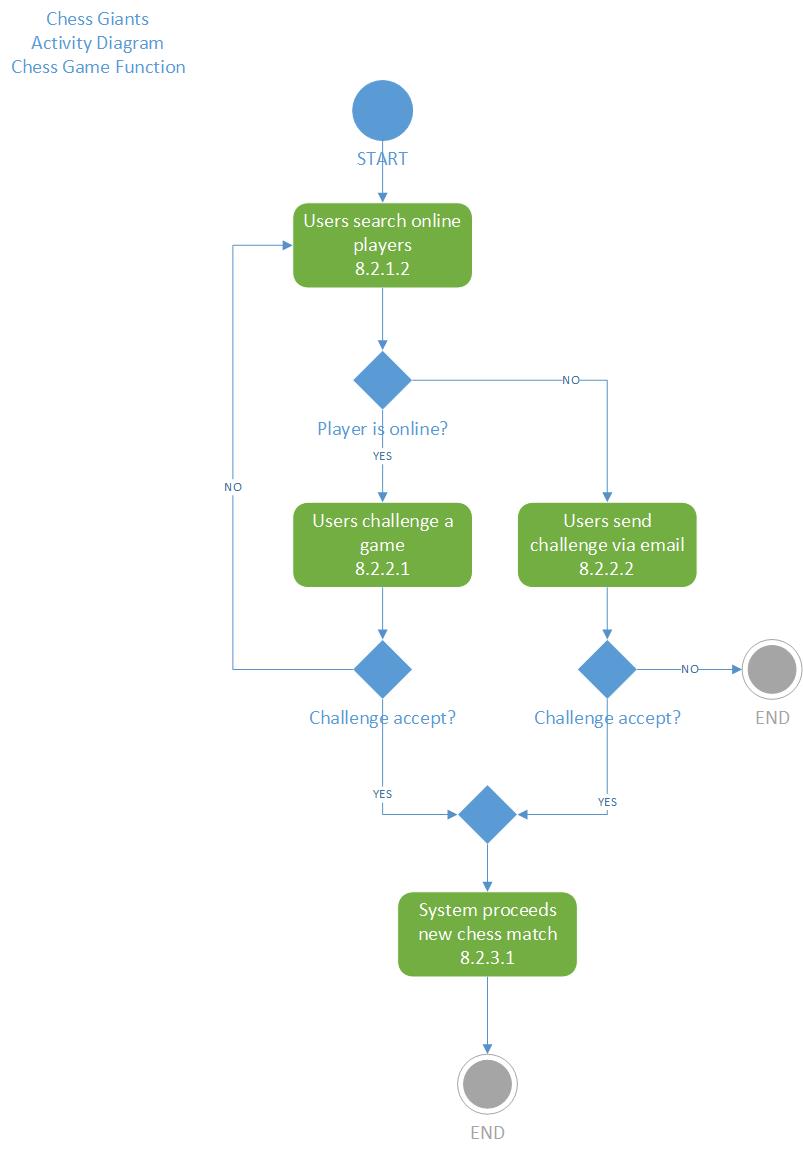 Chess Giants
Activity Diagram
Chess Game Function
START
Users search online
players
8.2.1.2
NO
Player is online?
YES
NO
Users challenge a
game
8.2.2.1
Users send
challenge via email
8.2.2.2
NO
Challenge accept?
Challenge accept?
END
YES
YES
System proceeds
new chess match
8.2.3.1
END